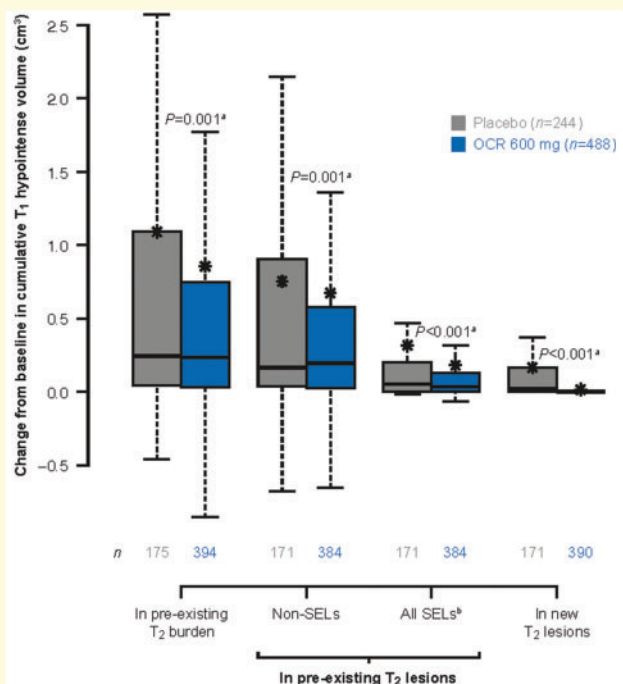 Change from baseline in cumulative T₁ hypointense volume (cm³)
2.5
2.0
1.5
1.0
0.5
0.0
−0.5
P=0.001ᵃ
P=0.001ᵃ
P<0.001ᵃ
P<0.001ᵃ
Placebo (n=244)
OCR 600 mg (n=488)
n 175 394 171 384 171 384 171 390
In pre-existing
T₂ burden
Non-SELs
All SELsᵇ
In new
T₂ lesions
In pre-existing T₂ lesions